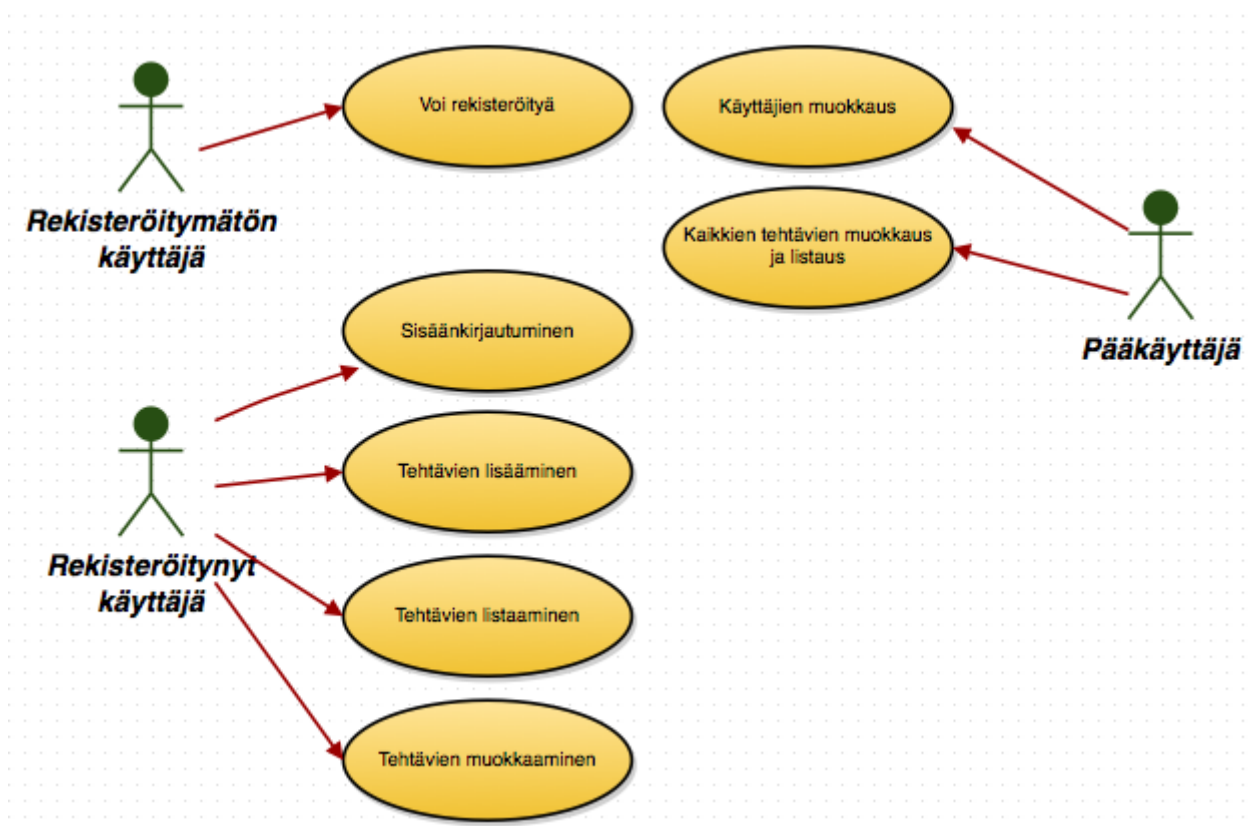 Voi rekisteröityä
Käyttäjien muokkaus
Rekisteröitymätön
käyttäjä
Kaikkien tehtävien muokkaus
ja listaus
Pääkäyttäjä
Sisäänkirjautuminen
Tehtävien lisääminen
Rekisteröitynyt
käyttäjä
Tehtävien listaaminen
Tehtävien muokkaaminen